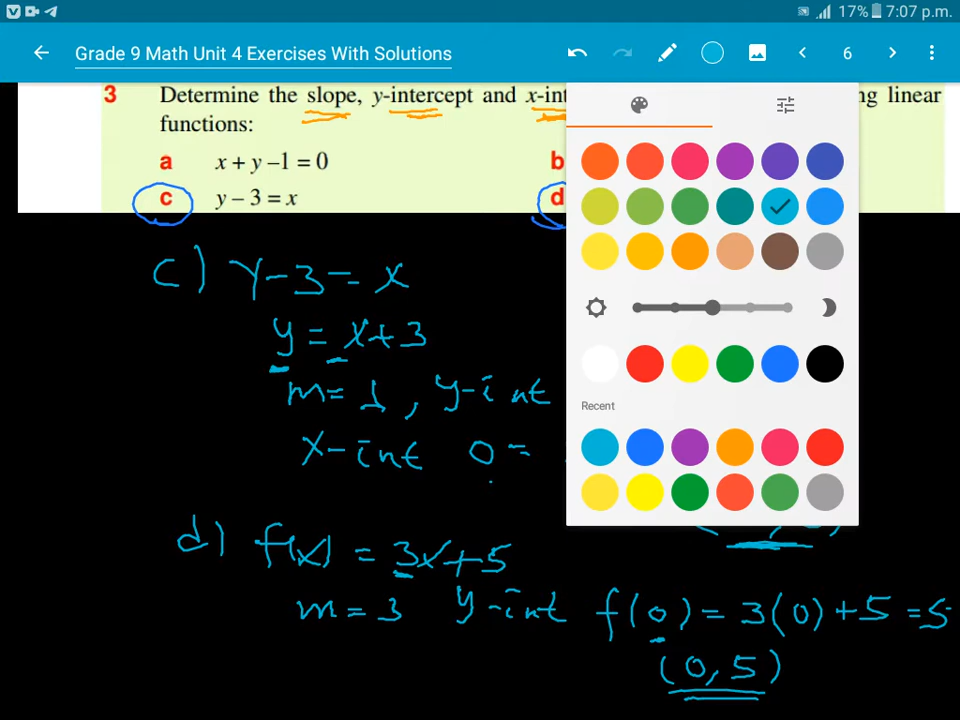 17% 7:07 p.m.
Grade 9 Math Unit 4 Exercises With Solutions 6
3 Determine the slope, y-intercept and x-int ng linear
functions:
a x + y –1 = 0 b
c y – 3 = x d
Recent
c) y-3 = x
y = x+3
m= 1, y-int
x-int 0 =
d) f(x) = 3x+5
m = 3 y-int f(0) = 3(0)+5 =5
(0,5)